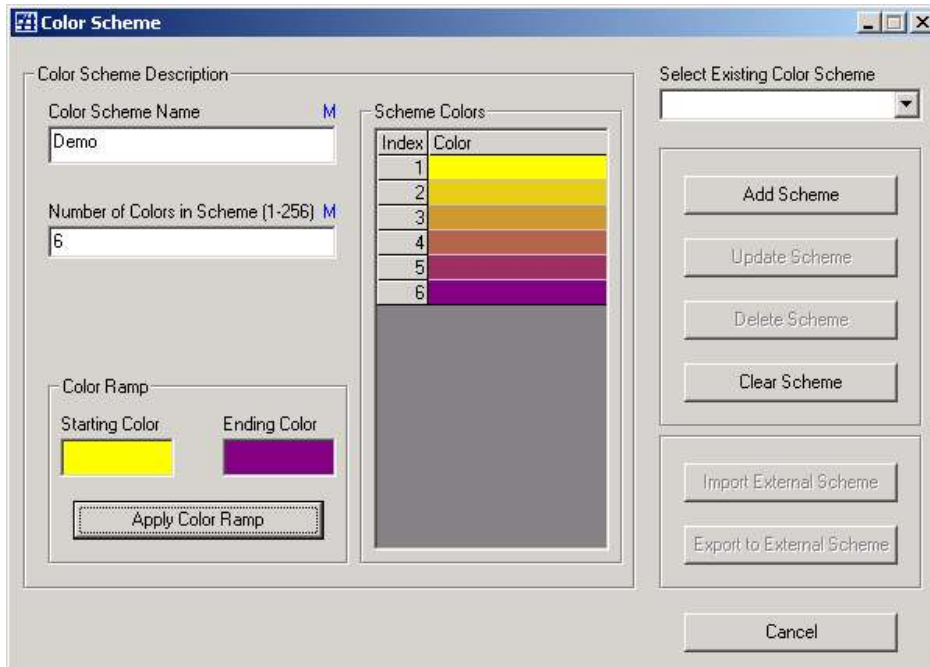 Color Scheme
Color Scheme Description
Color Scheme Name M
Demo
Number of Colors in Scheme (1-256) M
6
Color Ramp
Starting Color Ending Color
Apply Color Ramp
Scheme Colors
Index Color
1
2
3
4
5
6
Select Existing Color Scheme
Add Scheme
Update Scheme
Delete Scheme
Clear Scheme
Import External Scheme
Export to External Scheme
Cancel